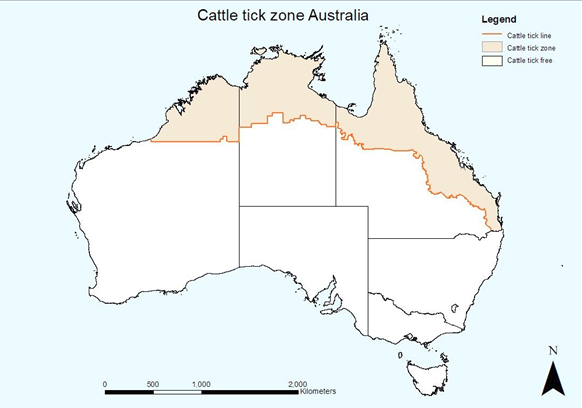 Cattle tick zone Australia
Legend
Cattle tick line
Cattle tick zone
Cattle tick free
N
0 500 1.000 2.000
Kilometers